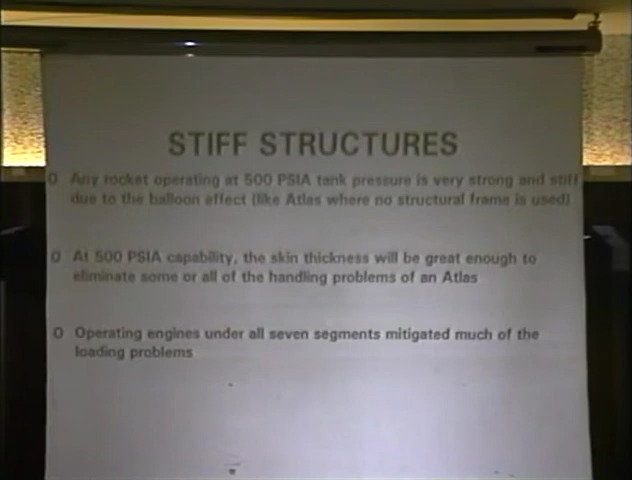 STIFF STRUCTURES
O Any rocket operating at 500 PSIA tank pressure is very strong and stiff
due to the balloon effect (like Atlas where no structural frame is used)
O At 500 PSIA capability, the skin thickness will be great enough to
eliminate some or all of the handling problems of an Atlas
O Operating engines under all seven segments mitigated much of the
loading problems